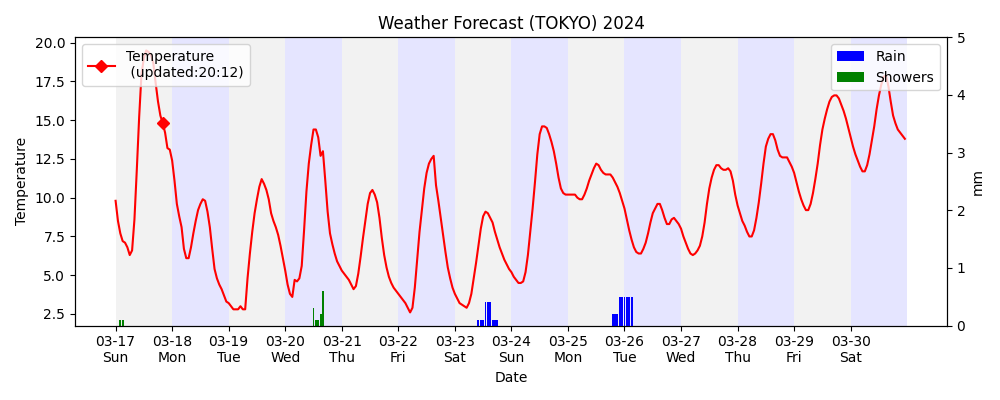 Weather Forecast (TOKYO) 2024
Temperature
(updated:20:12)
Rain
Showers
20.0
17.5
15.0
12.5
10.0
7.5
5.0
2.5
Temperature
5
4
3
2
1
0
mm
03-17 03-18 03-19 03-20 03-21 03-22 03-23 03-24 03-25 03-26 03-27 03-28 03-29 03-30
Sun Mon Tue Wed Thu Fri Sat Sun Mon Tue Wed Thu Fri Sat
Date